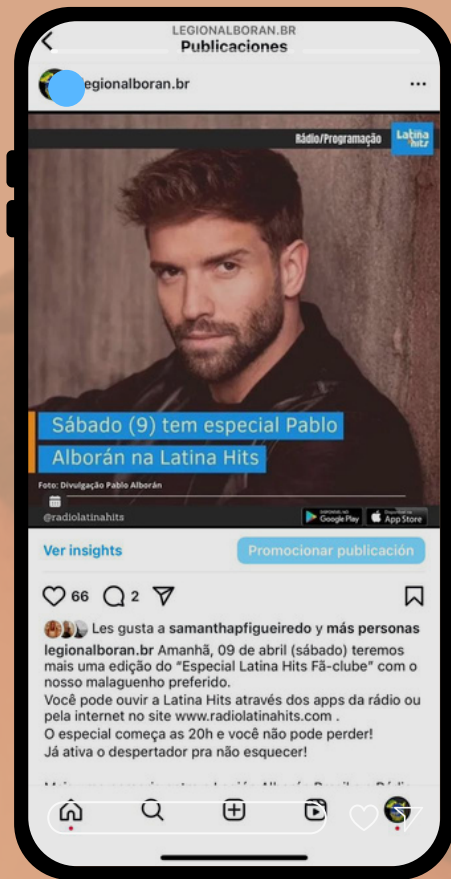 LEGIONALBORAN.BR
Publicaciones
egionalboran.br
Rádio/Programação
Latina
hits
Sábado (9) tem especial Pablo
Alborán na Latina Hits
Foto: Divulgação Pablo Alborán
@radiolatinahits
Google Play
App Store
Ver insights
Promocionar publicación
66
2
Les gusta a samanthapfigueiredo y más personas
legionalboran.br Amanhã, 09 de abril (sábado) teremos
mais uma edição do “Especial Latina Hits Fã-clube” com o
nosso malaguenho preferido.
Você pode ouvir a Latina Hits através dos apps da rádio ou
pela internet no site www.radiolatinahits.com .
O especial começa as 20h e você não pode perder!
Já ativa o despertador pra não esquecer!